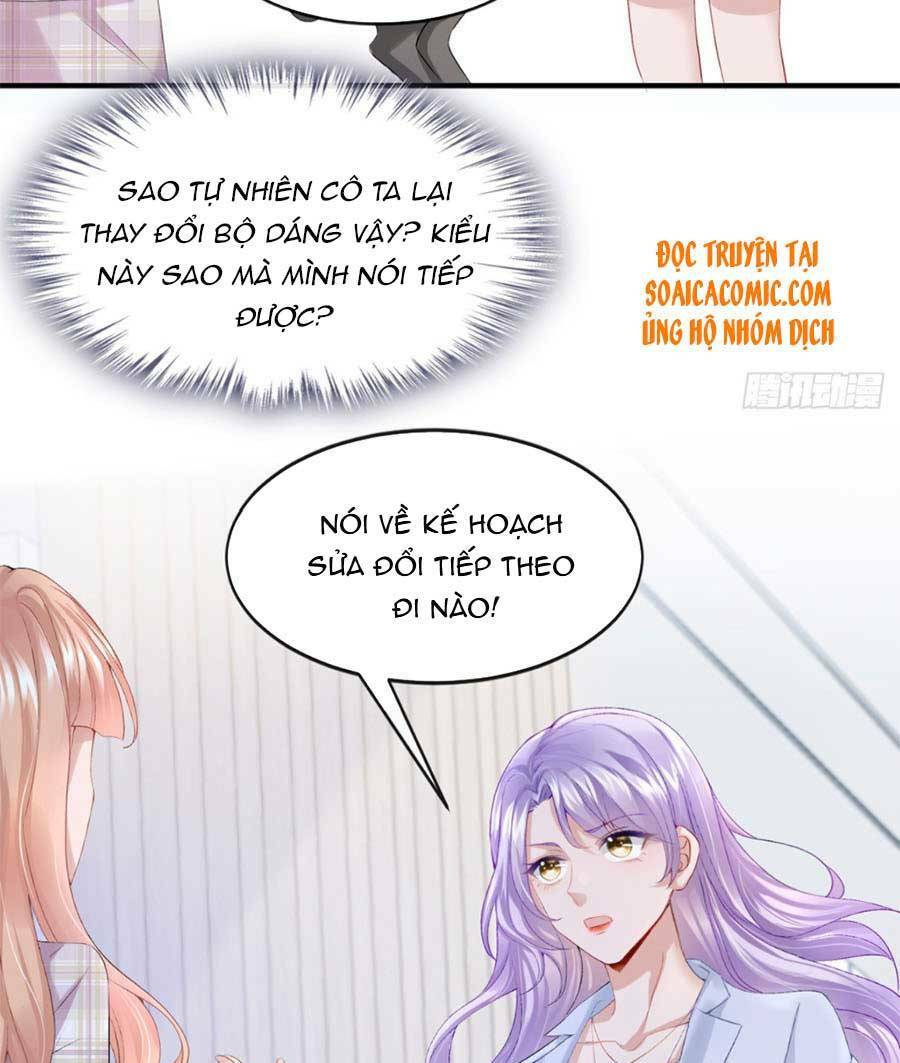 SAO TỰ NHIÊN CÔ TA LẠI
THAY ĐỔI BỘ DÁNG VẬY? KIỂU
NÀY SAO MÀ MÌNH NÓI TIẾP
ĐƯỢC?
ĐỌC TRUYỆN TẠI
SOAICACOMIC.COM
ỦNG HỘ NHÓM DỊCH
腾讯动漫
NÓI VỀ KẾ HOẠCH
SỬA ĐỔI TIẾP THEO
ĐI NÀO!